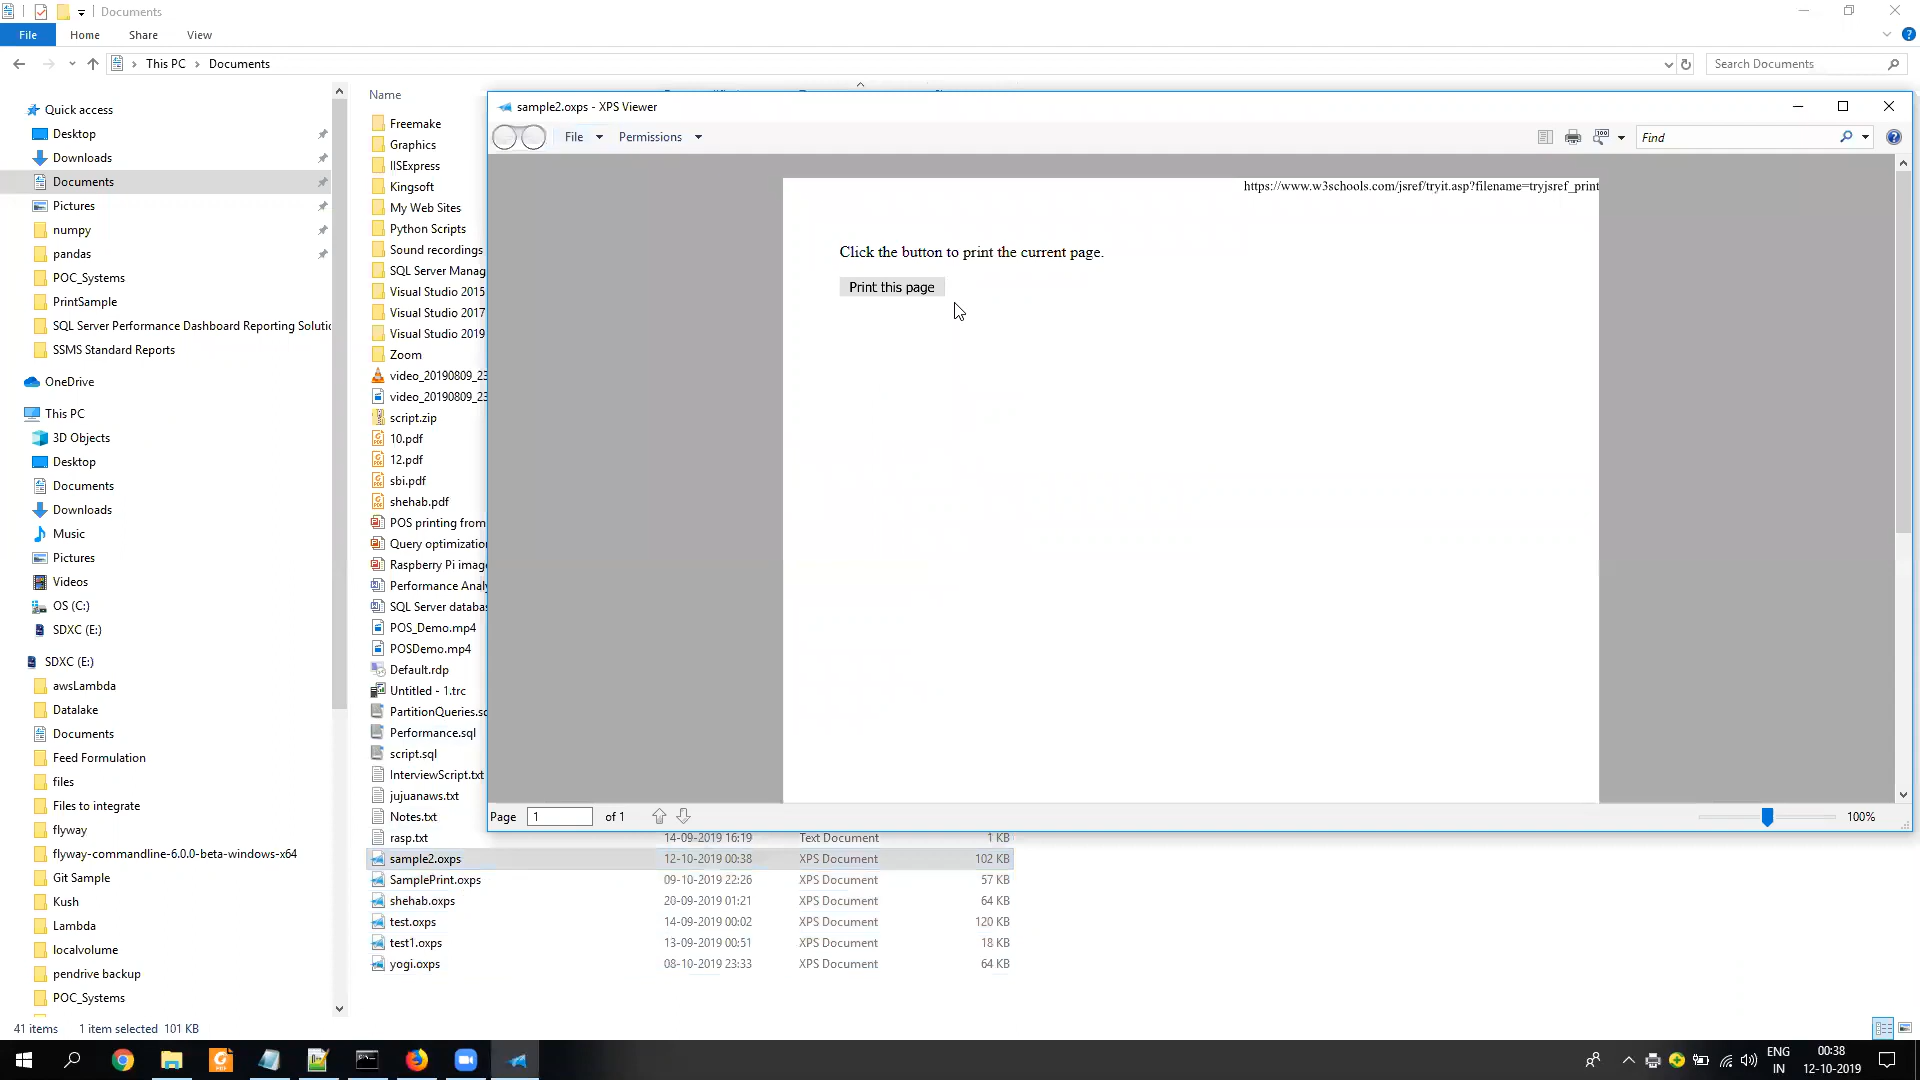 Documents
File
Home
Share
View
This PC
Documents
Search Documents
Quick access
Desktop
Downloads
Documents
Pictures
numpy
pandas
POC_Systems
PrintSample
SQL Server Performance Dashboard Reporting Solutio
SSMS Standard Reports
OneDrive
This PC
3D Objects
Desktop
Documents
Downloads
Music
Pictures
Videos
OS (C:)
SDXC (E:)
SDXC (E:)
awsLambda
Datalake
Documents
Feed Formulation
files
Files to integrate
flyway
flyway-commandline-6.0.0-beta-windows-x64
Git Sample
Kush
Lambda
localvolume
pendrive backup
POC_Systems
Name
Freemake
Graphics
IISExpress
Kingsoft
My Web Sites
Python Scripts
Sound recordings
SQL Server Manag
Visual Studio 2015
Visual Studio 2017
Visual Studio 2019
Zoom
video_20190809_23
video_20190809_23
script.zip
10.pdf
12.pdf
sbi.pdf
shehab.pdf
POS printing from
Query optimization
Raspberry Pi image
Performance Analy
SQL Server databas
POS_Demo.mp4
POSDemo.mp4
Default.rdp
Untitled - 1.trc
PartitionQueries.sq
Performance.sql
script.sql
InterviewScript.txt
jujuanaws.txt
Notes.txt
rasp.txt 14-09-2019 16:19 Text Document 1 KB
sample2.oxps 12-10-2019 00:38 XPS Document 102 KB
SamplePrint.oxps 09-10-2019 22:26 XPS Document 57 KB
shehab.oxps 20-09-2019 01:21 XPS Document 64 KB
test.oxps 14-09-2019 00:02 XPS Document 120 KB
test1.oxps 13-09-2019 00:51 XPS Document 18 KB
yogi.oxps 08-10-2019 23:33 XPS Document 64 KB
sample2.oxps - XPS Viewer
File
Permissions
Find
https://www.w3schools.com/jsref/tryit.asp?filename=tryjsref_print
Click the button to print the current page.
Print this page
Page 1 of 1
100%
41 items 1 item selected 101 KB
ENG
IN
00:38
12-10-2019